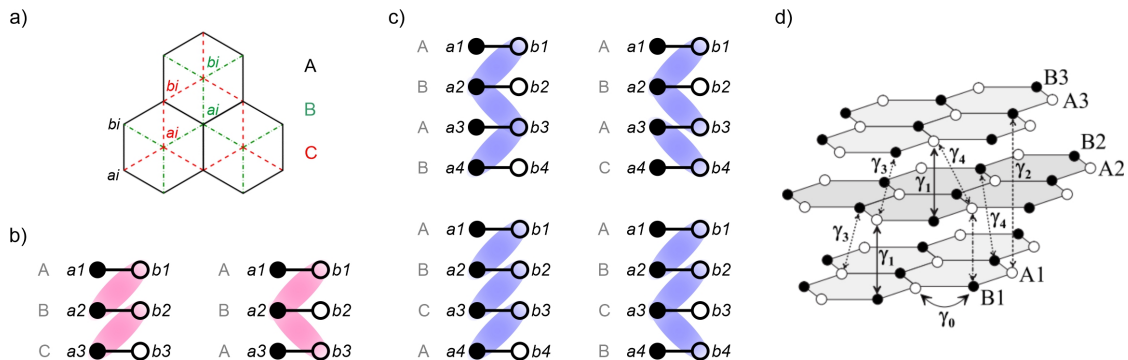 a)
bi
A
bi
ai
B
bi
ai
C
ai
b)
A a1 b1
B a2 b2
C a3 b3
A a1 b1
B a2 b2
A a3 b3
c)
A a1 b1
B a2 b2
A a3 b3
B a4 b4
A a1 b1
B a2 b2
A a3 b3
C a4 b4
A a1 b1
B a2 b2
C a3 b3
A a4 b4
A a1 b1
B a2 b2
C a3 b3
B a4 b4
d)
B3
A3
B2
γ3 γ4
A2
γ1 γ2
γ3 γ4
γ1
A1
B1
γ0